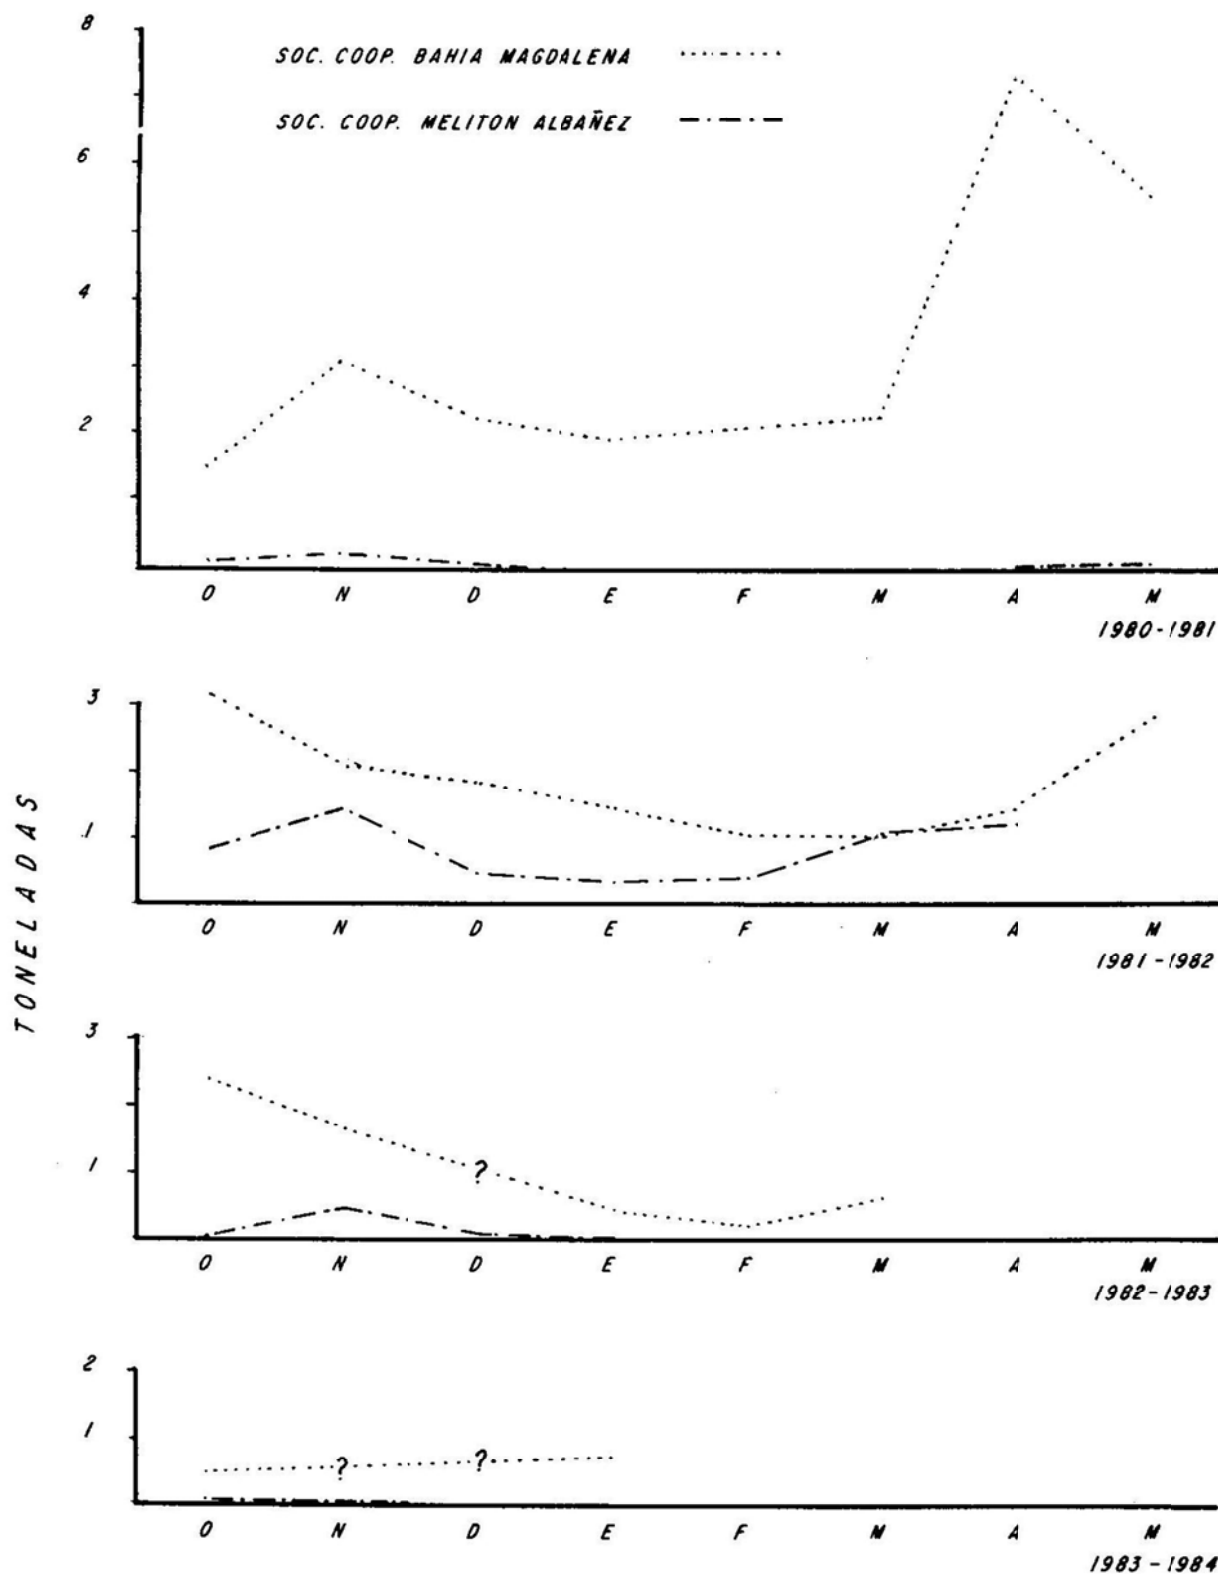 8
SOC. COOP. BAHIA MAGDALENA
SOC. COOP. MELITON ALBAÑEZ
6
4
2
O N D E F M A M
1980-1981
3
1
O N D E F M A M
1981-1982
TONELADAS
3
1
?
O N D E F M A M
1982-1983
2
1
? ?
O N D E F M A M
1983-1984